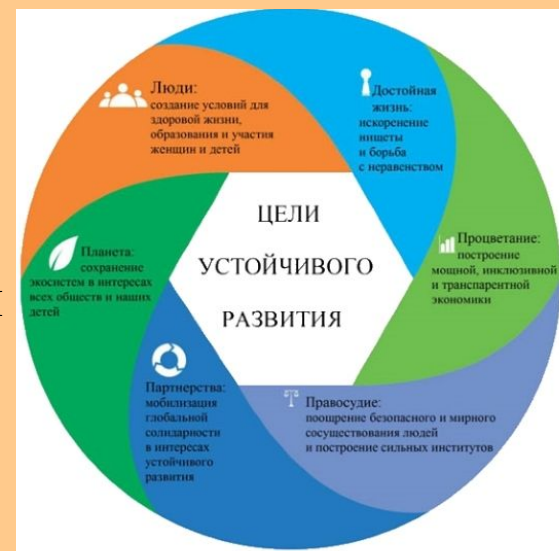 ЦЕЛИ
УСТОЙЧИВОГО
РАЗВИТИЯ
Люди:
создание условий для
здоровой жизни,
образования и участия
женщин и детей
Достойная
жизнь:
искоренение
нищеты
и борьба
с неравенством
Процветание:
построение
мощной, инклюзивной
и транспарентной
экономики
Правосудие:
поощрение безопасного и мирного
сосуществования людей
и построение сильных институтов
Партнерства:
мобилизация
глобальной
солидарности
в интересах
устойчивого
развития
Планета:
сохранение
экосистем в интересах
всех обществ и наших
детей